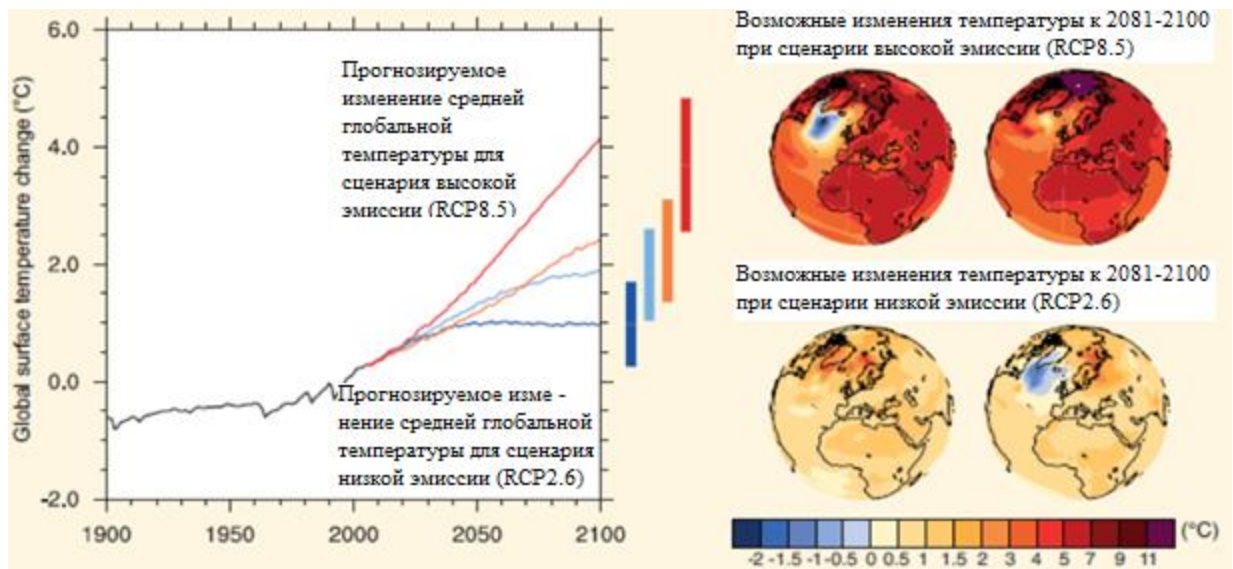 6.0
4.0
2.0
0.0
-2.0
Global surface temperature change (°C)
1900
1950
2000
2050
2100
Прогнозируемое
изменение средней
глобальной
температуры для
сценария высокой
эмиссии (RCP8.5)
Прогнозируемое изме -
нение средней глобальной
температуры для сценария
низкой эмиссии (RCP2.6)
Возможные изменения температуры к 2081-2100
при сценарии высокой эмиссии (RCP8.5)
Возможные изменения температуры к 2081-2100
при сценарии низкой эмиссии (RCP2.6)
(°C)
-2 -1.5 -1 -0.5 0 0.5 1 1.5 2 3 4 5 7 9 11